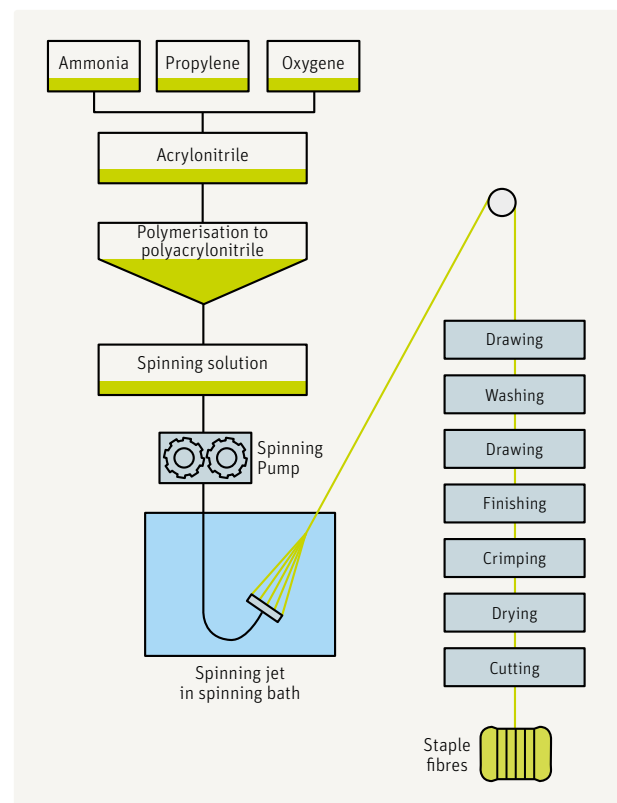 Ammonia
Propylene
Oxygene
Acrylonitrile
Polymerisation to
polyacrylonitrile
Spinning solution
Spinning
Pump
Spinning jet
in spinning bath
Drawing
Washing
Drawing
Finishing
Crimping
Drying
Cutting
Staple
fibres